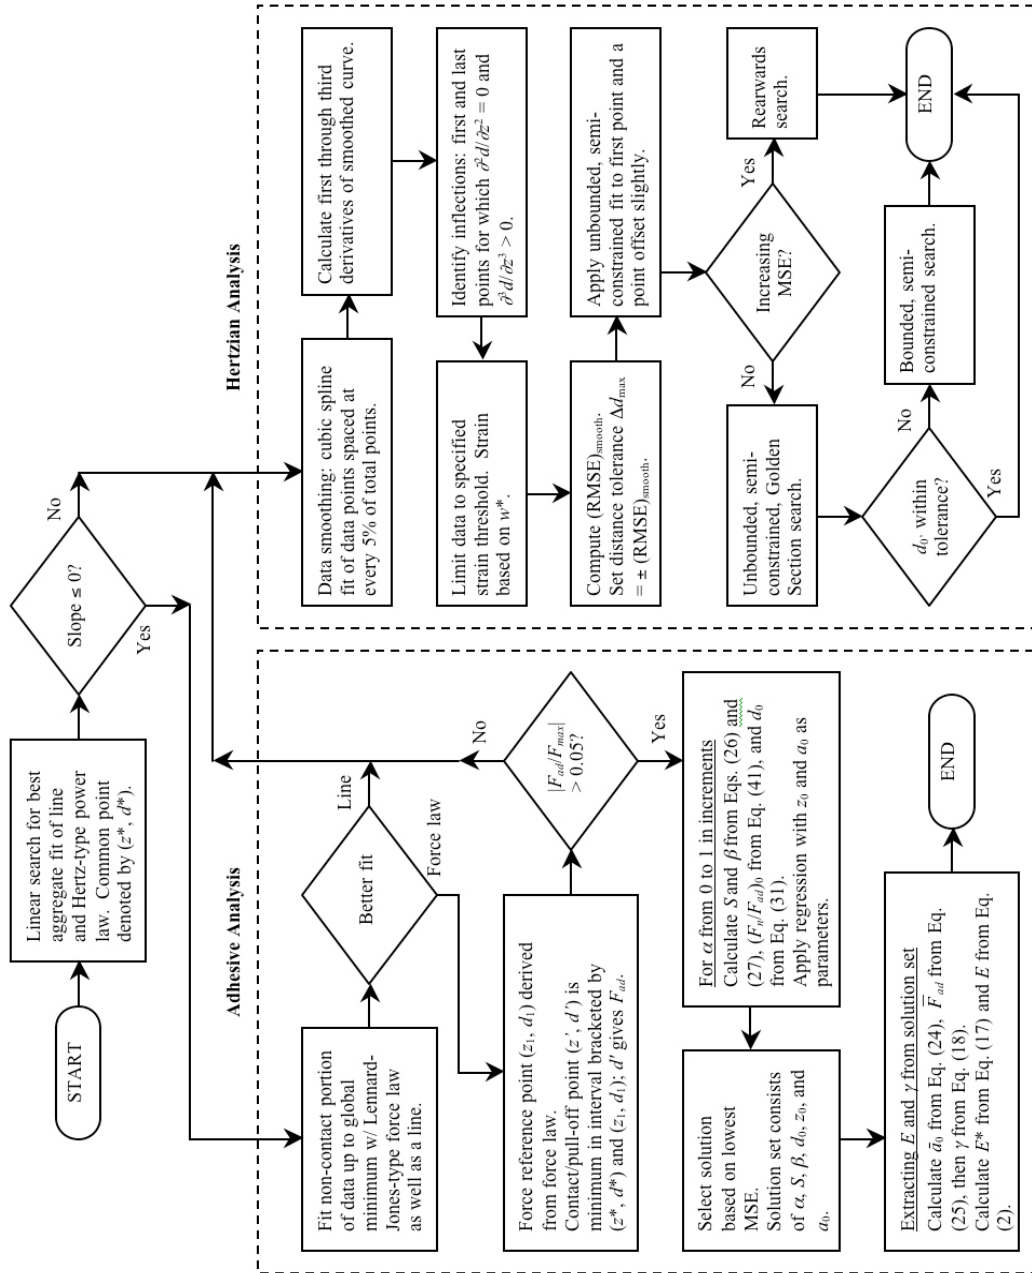 START
Linear search for best
aggregate fit of line
and Hertz-type power
law. Common point
denoted by (z*, d*).
Slope ≤ 0?
No
Yes
Adhesive Analysis
Fit non-contact portion
of data up to global
minimum w/ Lennard-
Jones-type force law
as well as a line.
Better fit
Line
Force law
Force reference point (z₁, d₁) derived
from force law.
Contact/pull-off point (z', d') is
minimum in interval bracketed by
(z*, d*) and (z₁, d₁); d' gives F_ad.
|F_ad/F_max|
> 0.05?
No
Yes
For α from 0 to 1 in increments
Calculate S and β from Eqs. (26) and
(27), (Fₙ/F_ad)₀ from Eq. (41), and d₀
from Eq. (31).
Apply regression with z₀ and a₀ as
parameters.
Select solution
based on lowest
MSE.
Solution set consists
of α, S, β, d₀, z₀, and
a₀.
Extracting E and γ from solution set
Calculate ā₀ from Eq. (24), F̄_ad from Eq.
(25), then γ from Eq. (18).
Calculate E* from Eq. (17) and E from Eq.
(2).
END
Hertzian Analysis
Data smoothing: cubic spline
fit of data points spaced at
every 5% of total points.
Calculate first through third
derivatives of smoothed curve.
Identify inflections: first and last
points for which ∂²d/∂z² = 0 and
∂³d/∂z³ > 0.
Limit data to specified
strain threshold. Strain
based on w*.
Compute (RMSE)smooth.
Set distance tolerance Δd_max
= ± (RMSE)smooth.
Apply unbounded, semi-
constrained fit to first point and a
point offset slightly.
Increasing
MSE?
Yes
No
Rearwards
search.
Unbounded, semi-
constrained, Golden
Section search.
d₀, within
tolerance?
No
Yes
Bounded, semi-
constrained search.
END